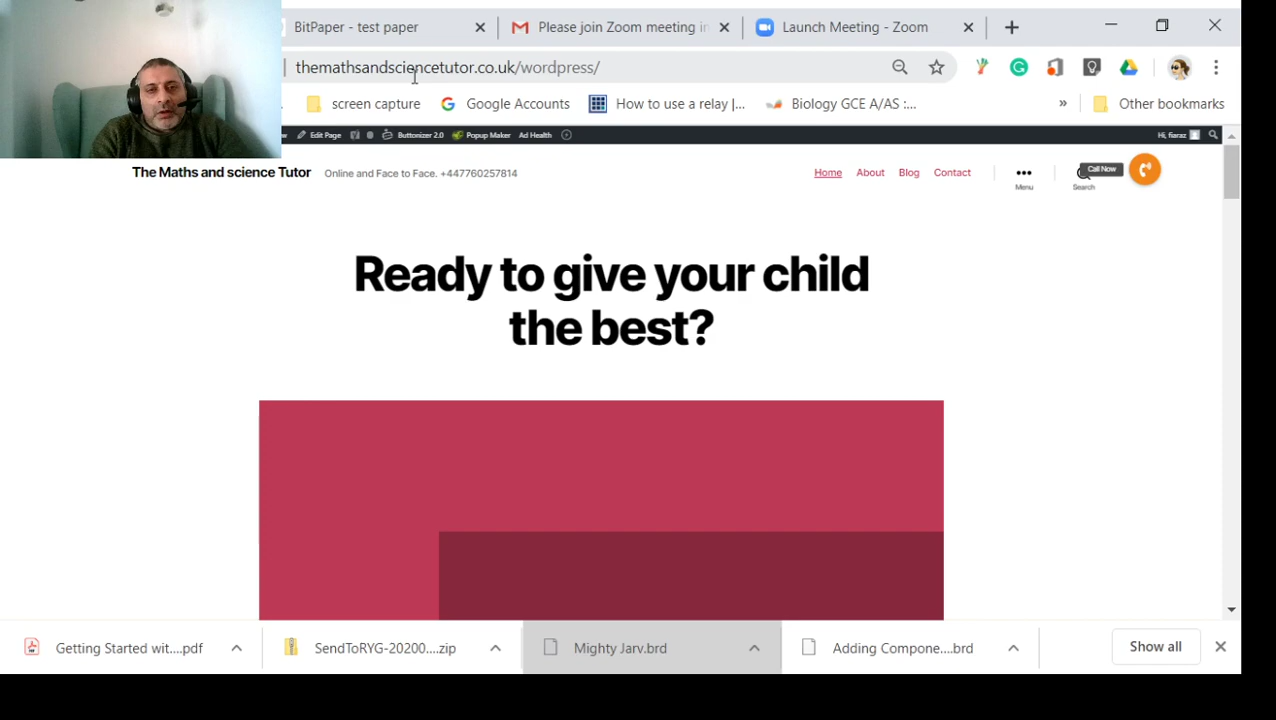 BitPaper - test paper
Please join Zoom meeting in
Launch Meeting - Zoom
themathsandsciencetutor.co.uk/wordpress/
screen capture
Google Accounts
How to use a relay |...
Biology GCE A/AS :...
»
Other bookmarks
Edit Page
Buttonizer 2.0
Popup Maker
Ad Health
Hi, fiaraz
The Maths and science Tutor
Online and Face to Face. +447760257814
Home
About
Blog
Contact
Menu
Search
Call Now
Ready to give your child
the best?
Getting Started wit....pdf
SendToRYG-20200....zip
Mighty Jarv.brd
Adding Compone....brd
Show all